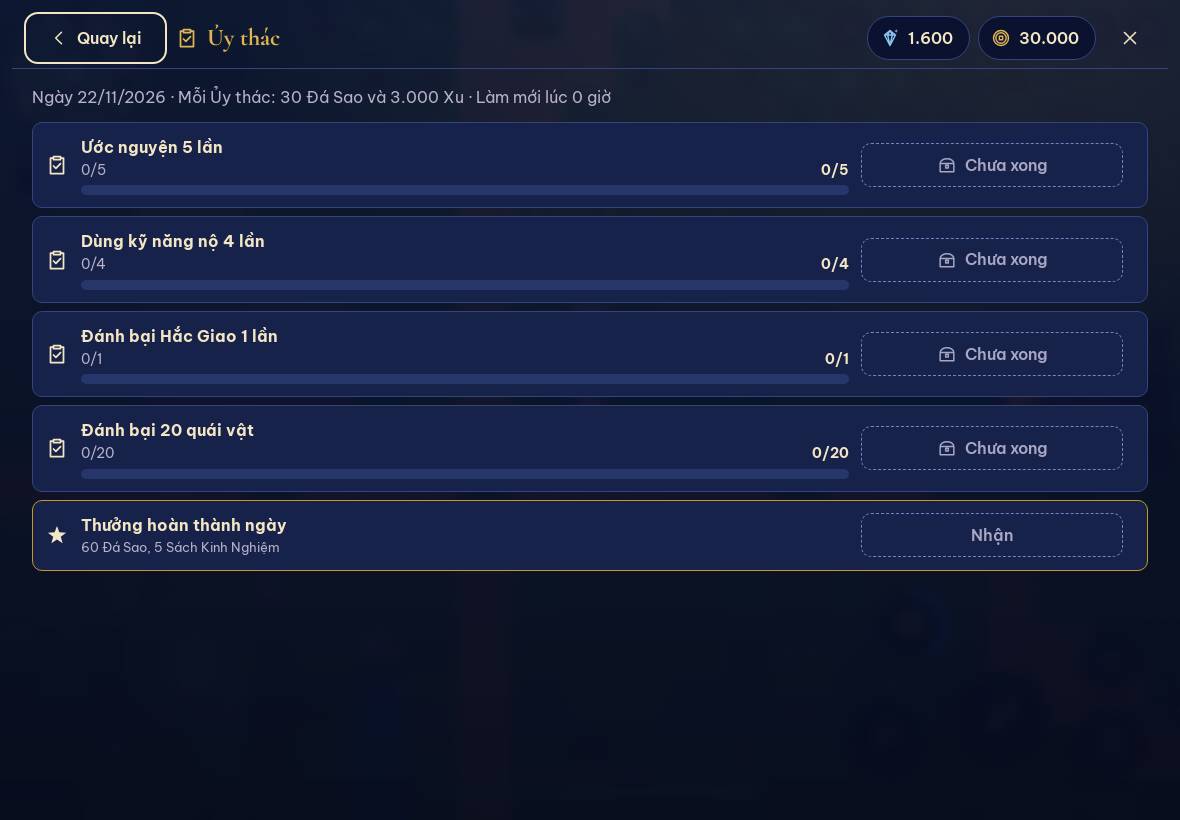 Quay lại
Ủy thác
1.600
30.000
Ngày 22/11/2026 · Mỗi Ủy thác: 30 Đá Sao và 3.000 Xu · Làm mới lúc 0 giờ
Ước nguyện 5 lần
0/5
0/5
Chưa xong
Dùng kỹ năng nộ 4 lần
0/4
0/4
Chưa xong
Đánh bại Hắc Giao 1 lần
0/1
0/1
Chưa xong
Đánh bại 20 quái vật
0/20
0/20
Chưa xong
Thưởng hoàn thành ngày
60 Đá Sao, 5 Sách Kinh Nghiệm
Nhận